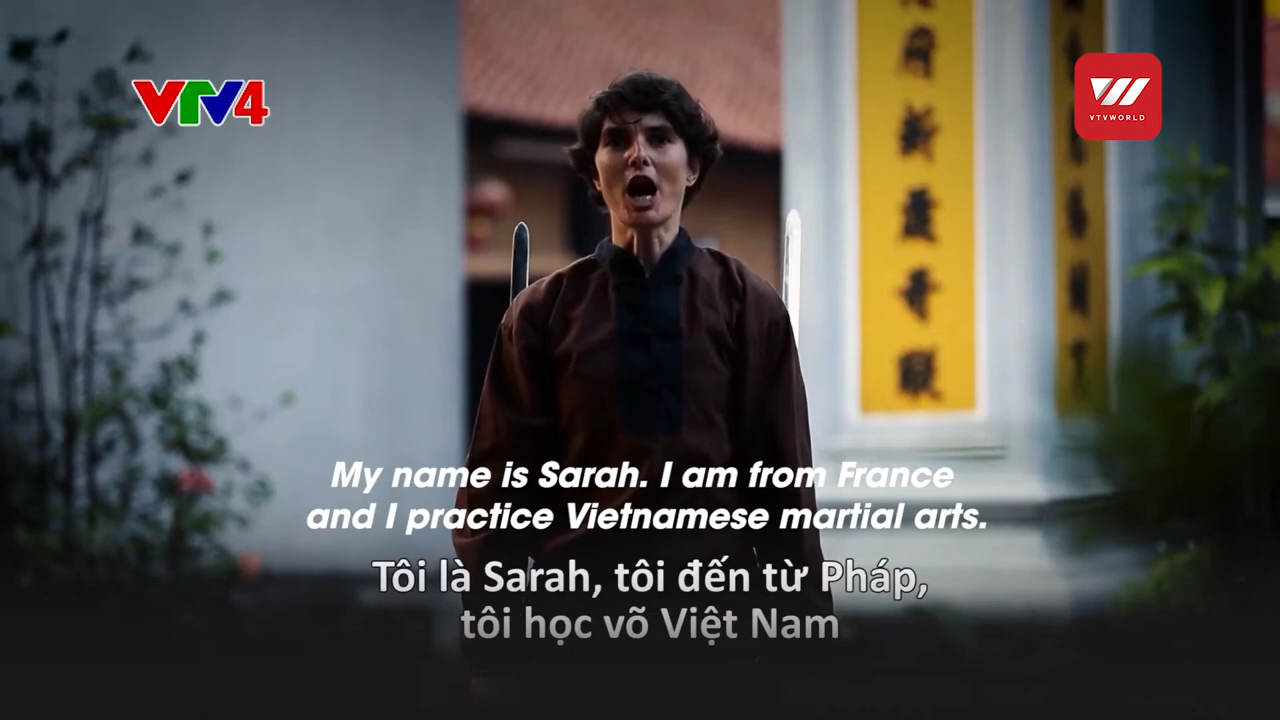 VTV4
VTVWORLD
My name is Sarah. I am from France
and I practice Vietnamese martial arts.
Tôi là Sarah, tôi đến từ Pháp,
tôi học võ Việt Nam